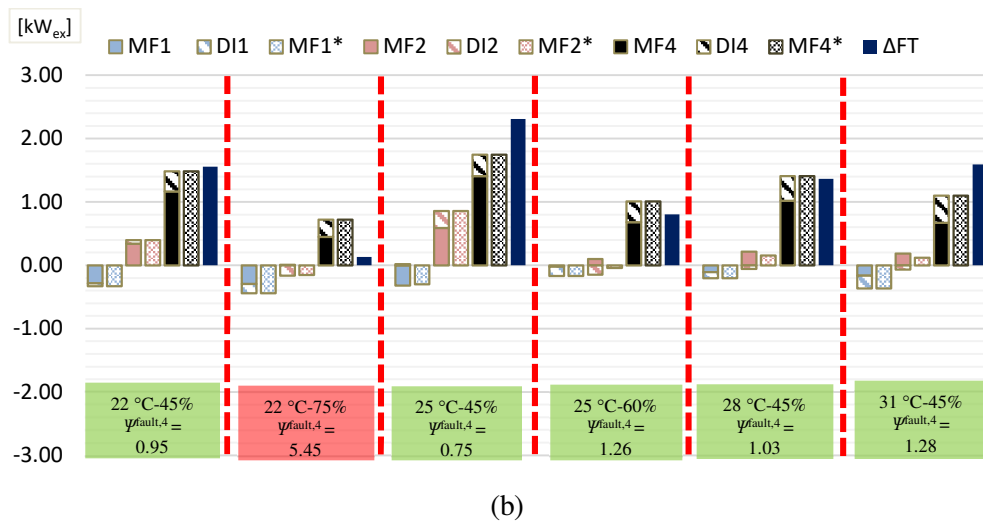 [kWex]
MF1 DI1 MF1* MF2 DI2 MF2* MF4 DI4 MF4* ΔFT
3.00
2.00
1.00
0.00
-1.00
-2.00
-3.00
22 °C-45%
Ψfault,4 =
0.95
22 °C-75%
Ψfault,4 =
5.45
25 °C-45%
Ψfault,4 =
0.75
25 °C-60%
Ψfault,4 =
1.26
28 °C-45%
Ψfault,4 =
1.03
31 °C-45%
Ψfault,4 =
1.28
(b)